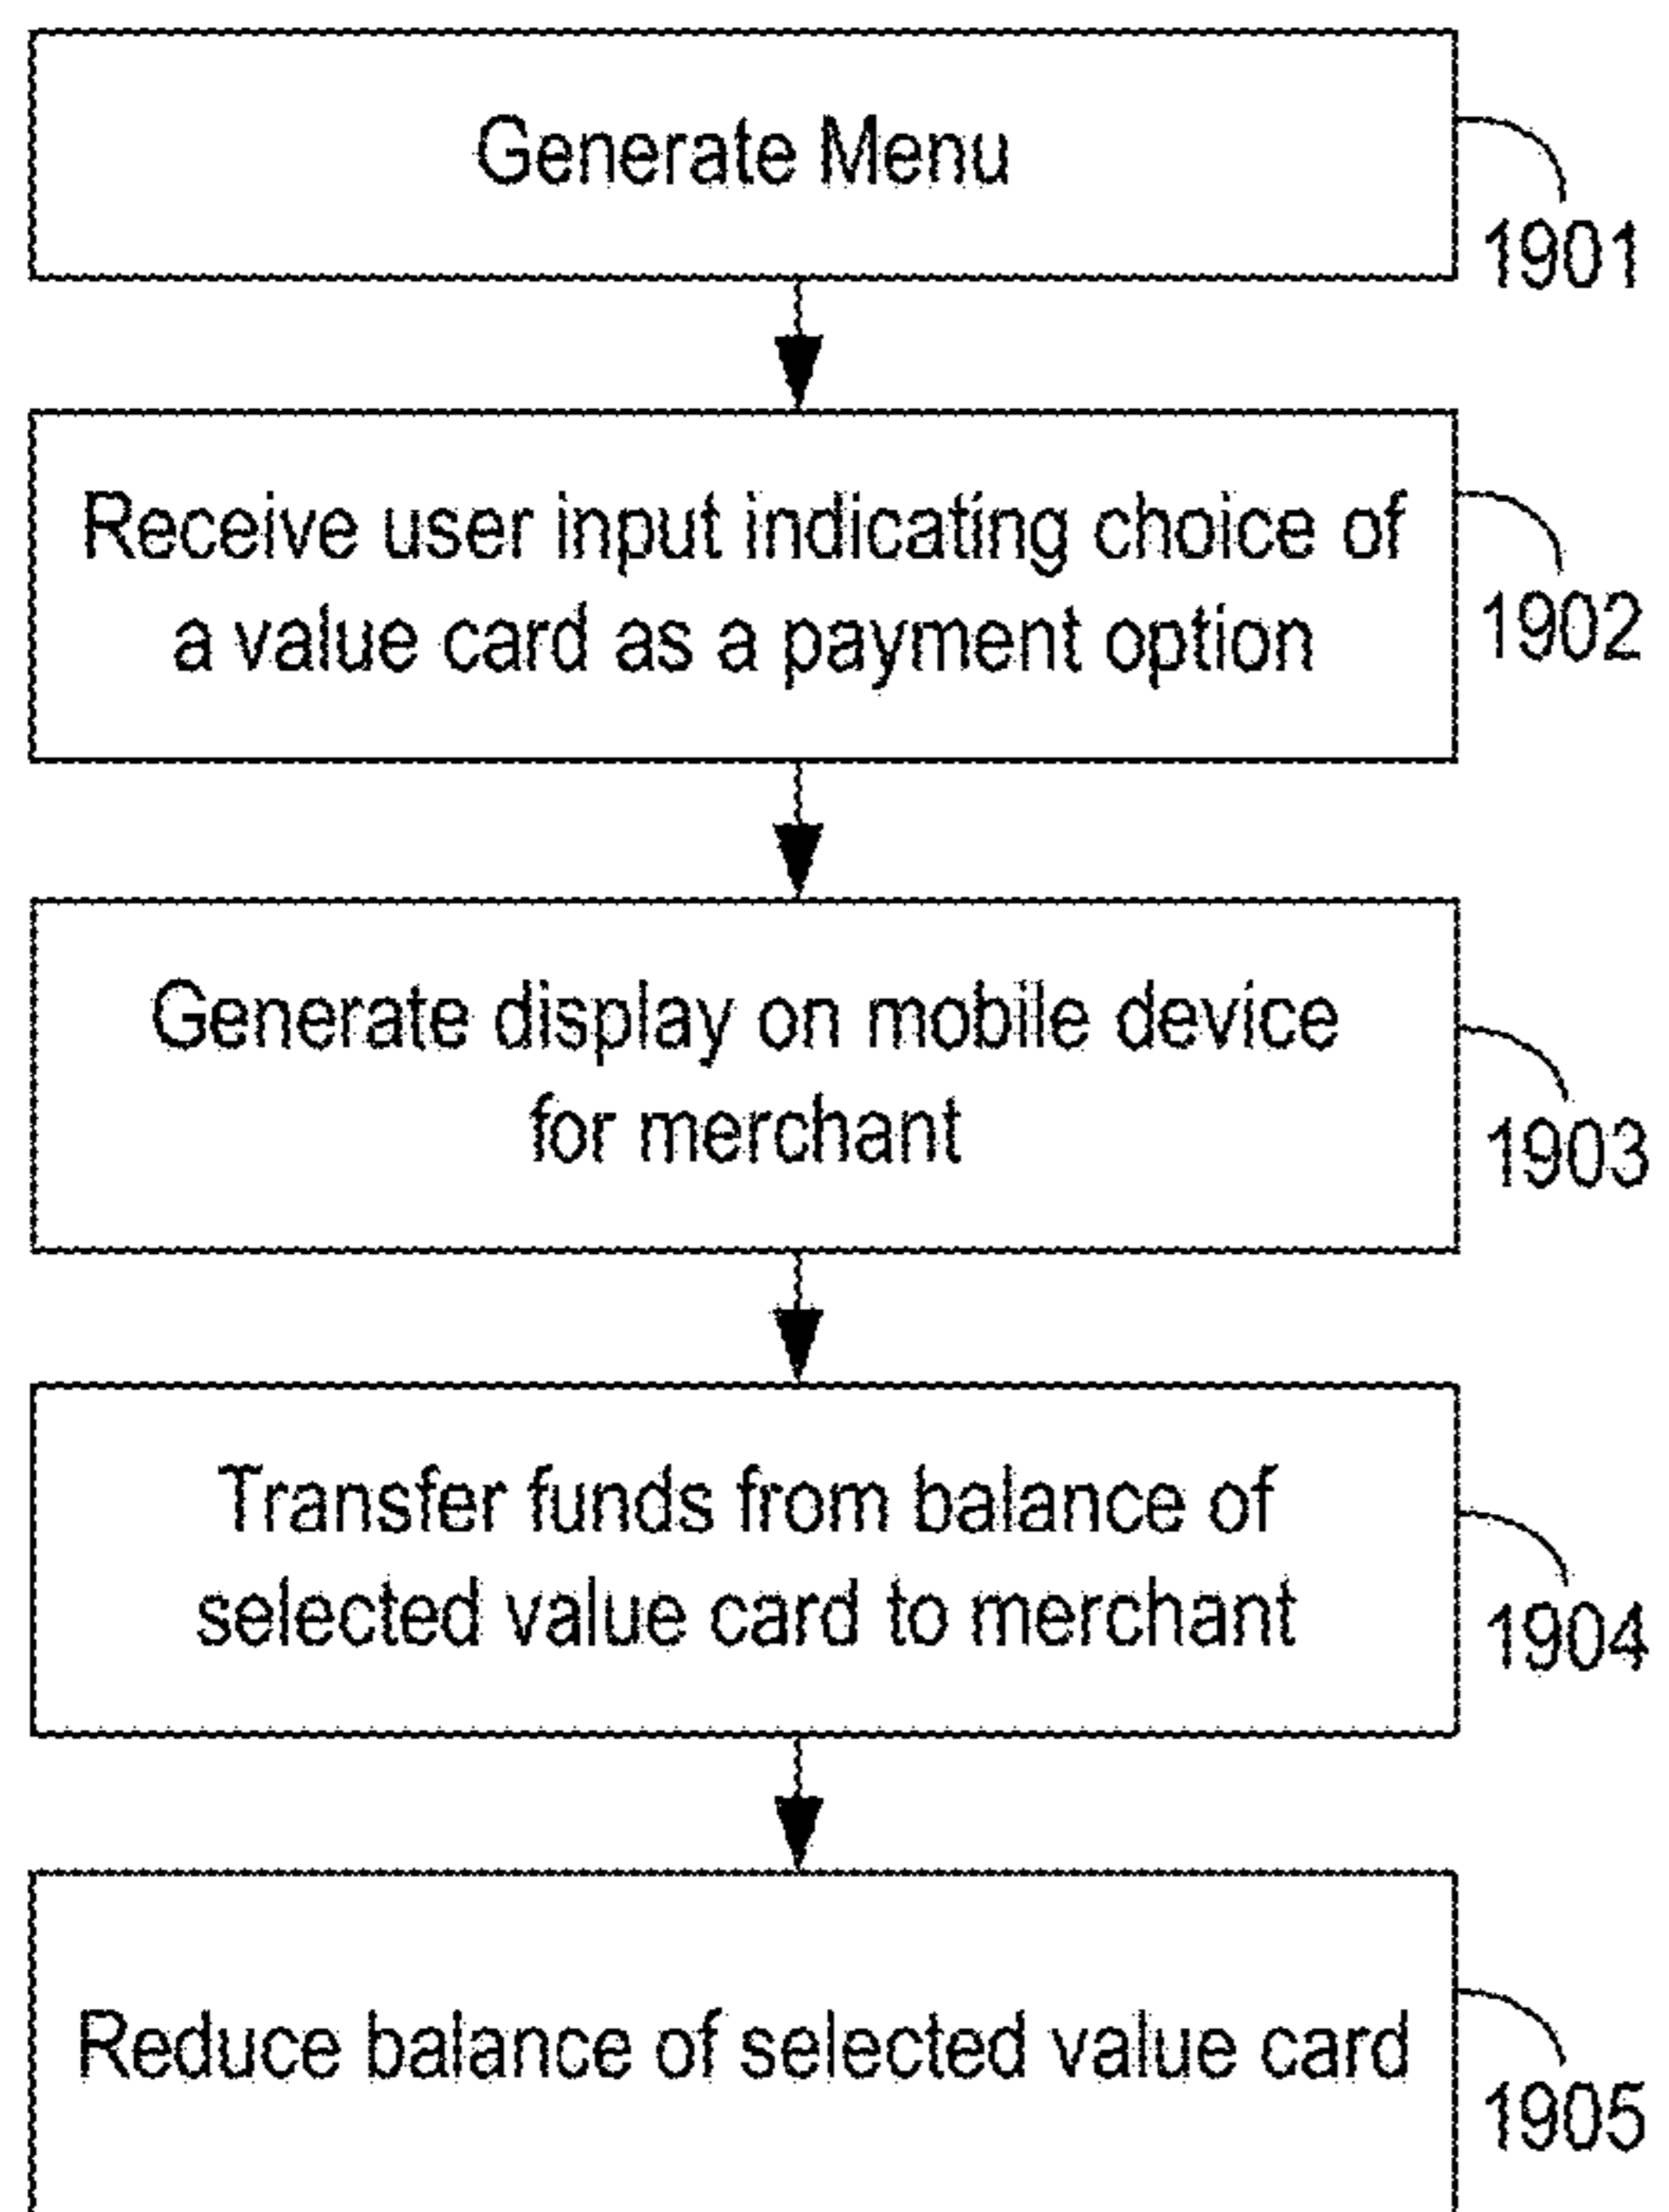 Generate Menu
1901
Receive user input indicating choice of
a value card as a payment option
1902
Generate display on mobile device
for merchant
1903
Transfer funds from balance of
selected value card to merchant
1904
Reduce balance of selected value card
1905